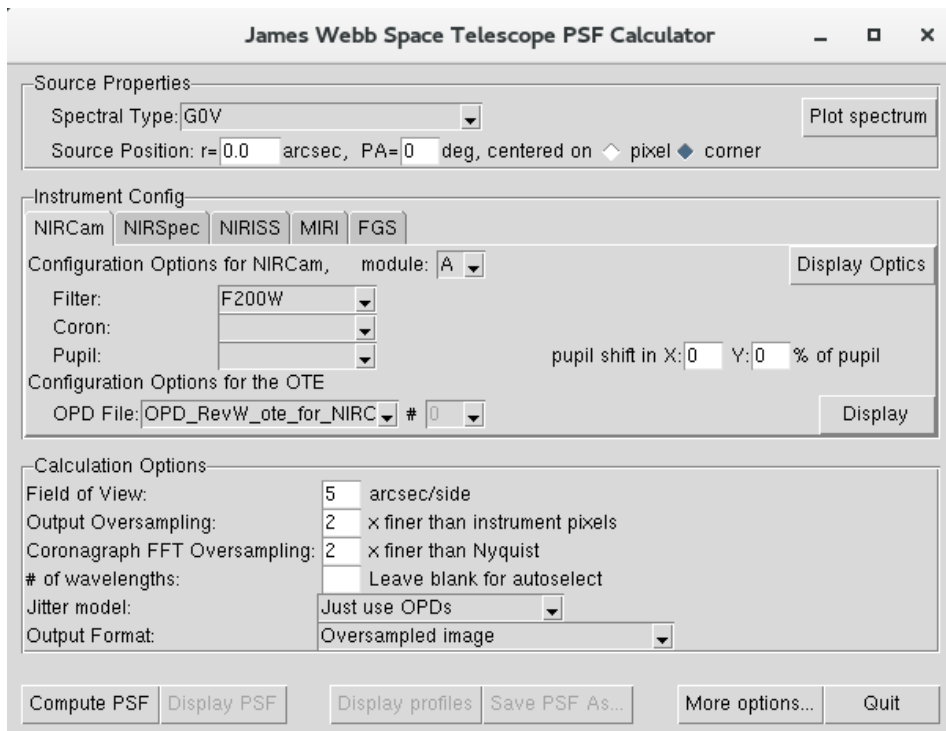 James Webb Space Telescope PSF Calculator
Source Properties
Spectral Type: G0V Plot spectrum
Source Position: r= 0.0 arcsec, PA= 0 deg, centered on pixel corner
Instrument Config
NIRCam NIRSpec NIRISS MIRI FGS
Configuration Options for NIRCam, module: A Display Optics
Filter: F200W
Coron:
Pupil: pupil shift in X: 0 Y: 0 % of pupil
Configuration Options for the OTE
OPD File: OPD_RevW_ote_for_NIRC # 0 Display
Calculation Options
Field of View: 5 arcsec/side
Output Oversampling: 2 x finer than instrument pixels
Coronagraph FFT Oversampling: 2 x finer than Nyquist
# of wavelengths: Leave blank for autoselect
Jitter model: Just use OPDs
Output Format: Oversampled image
Compute PSF Display PSF Display profiles Save PSF As... More options... Quit